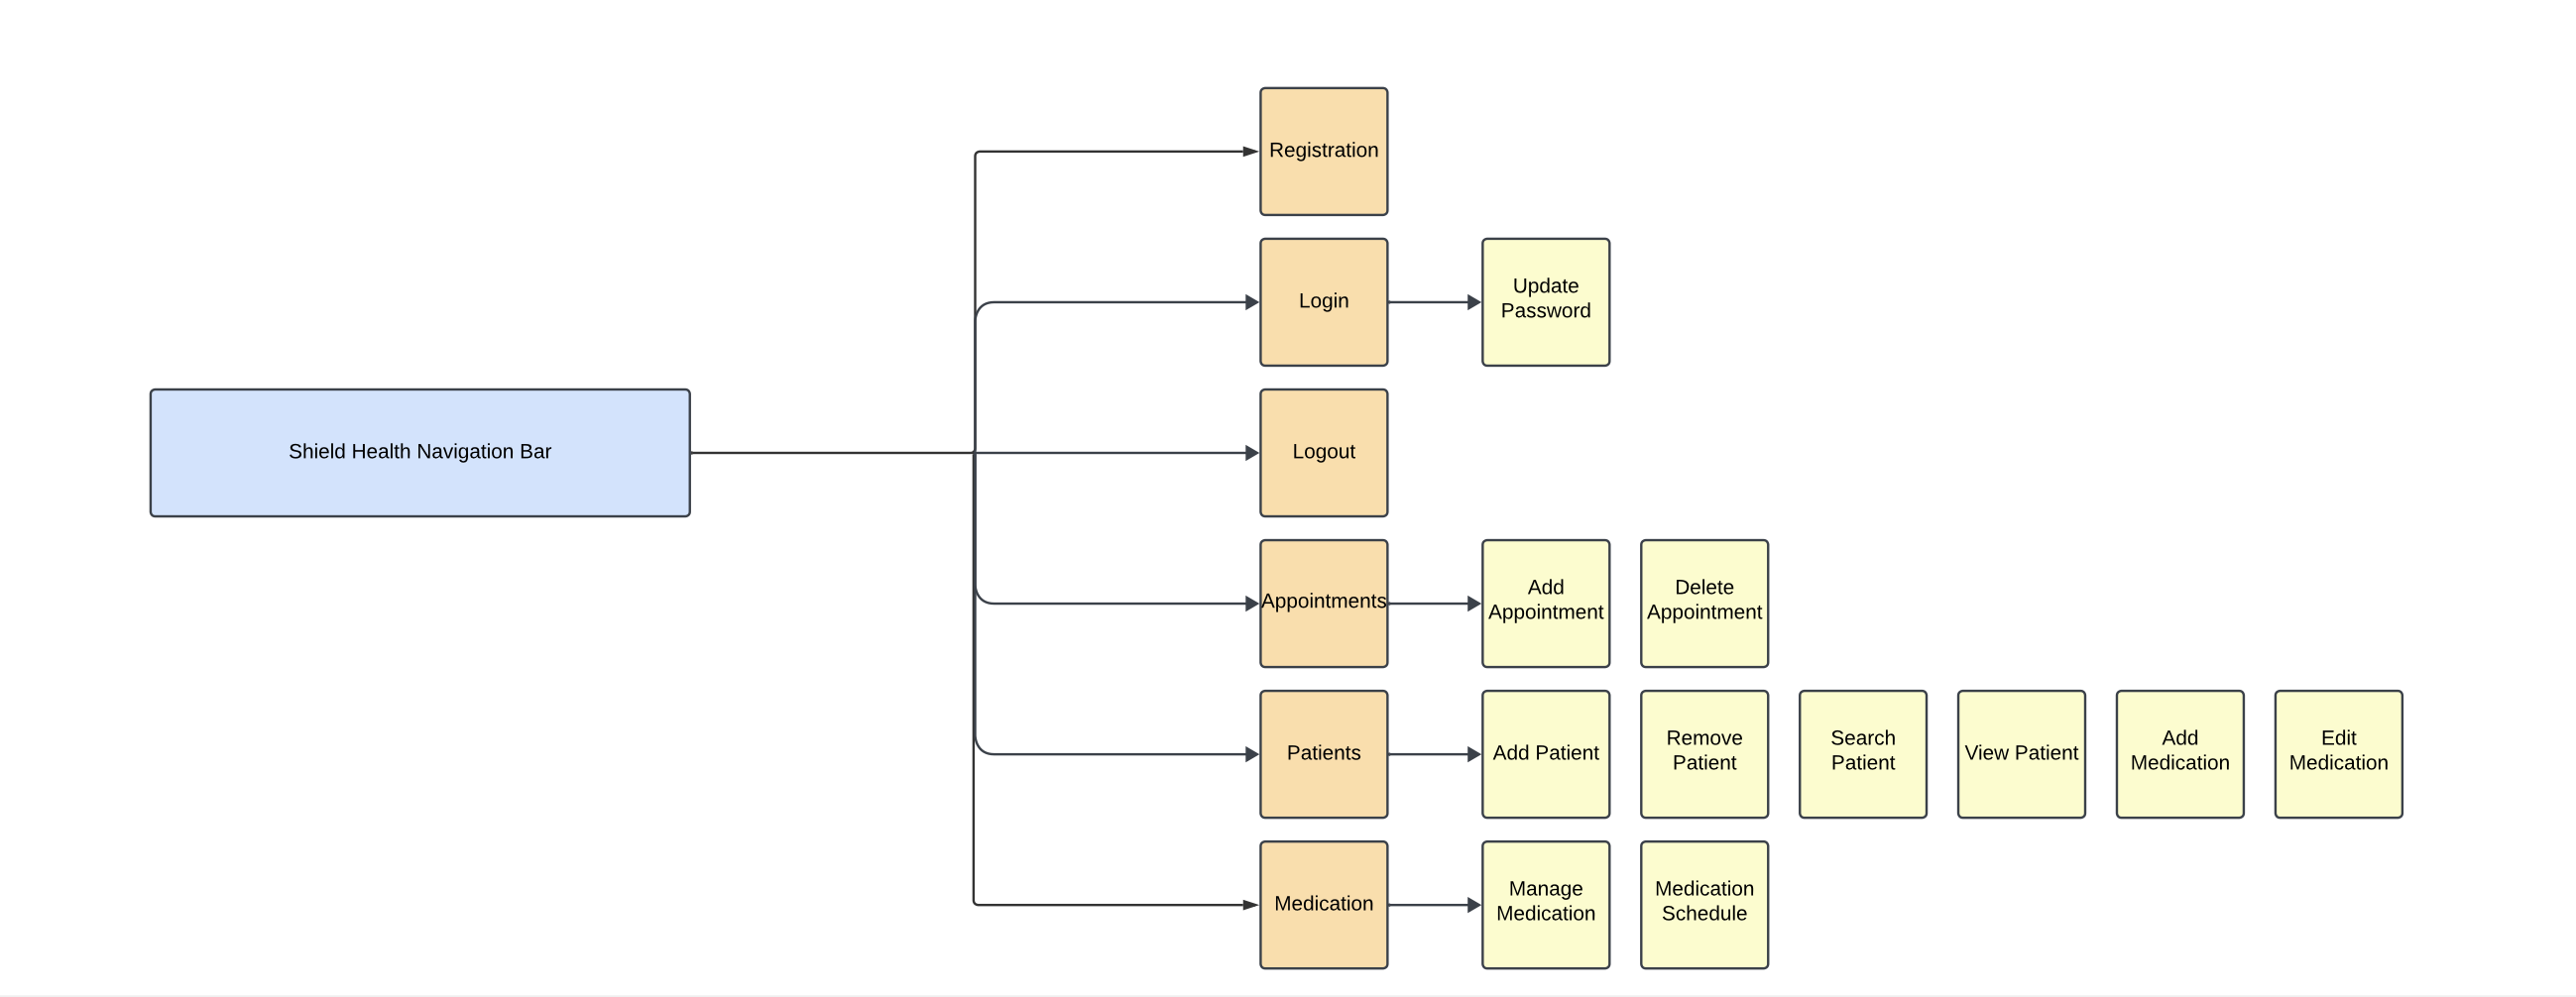 Registration
Login
Update
Password
Shield Health Navigation Bar
Logout
Appointments
Add
Appointment
Delete
Appointment
Patients
Add Patient
Remove
Patient
Search
Patient
View Patient
Add
Medication
Edit
Medication
Medication
Manage
Medication
Medication
Schedule